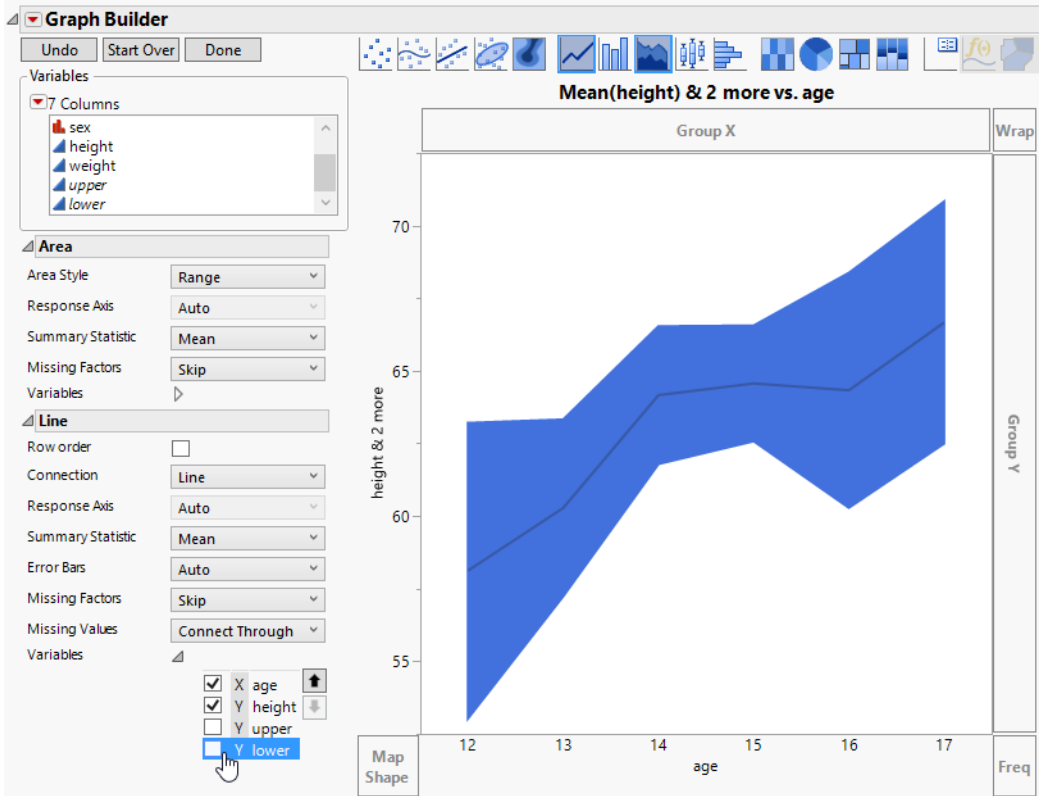 Graph Builder
Undo Start Over Done
Variables
7 Columns
sex
height
weight
upper
lower
Area
Area Style Range
Response Axis Auto
Summary Statistic Mean
Missing Factors Skip
Variables
Line
Row order
Connection Line
Response Axis Auto
Summary Statistic Mean
Error Bars Auto
Missing Factors Skip
Missing Values Connect Through
Variables
X age
Y height
Y upper
Y lower
Mean(height) & 2 more vs. age
Group X
Wrap
70
65
60
55
height & 2 more
Group Y
12 13 14 15 16 17
age
Map
Shape
Freq